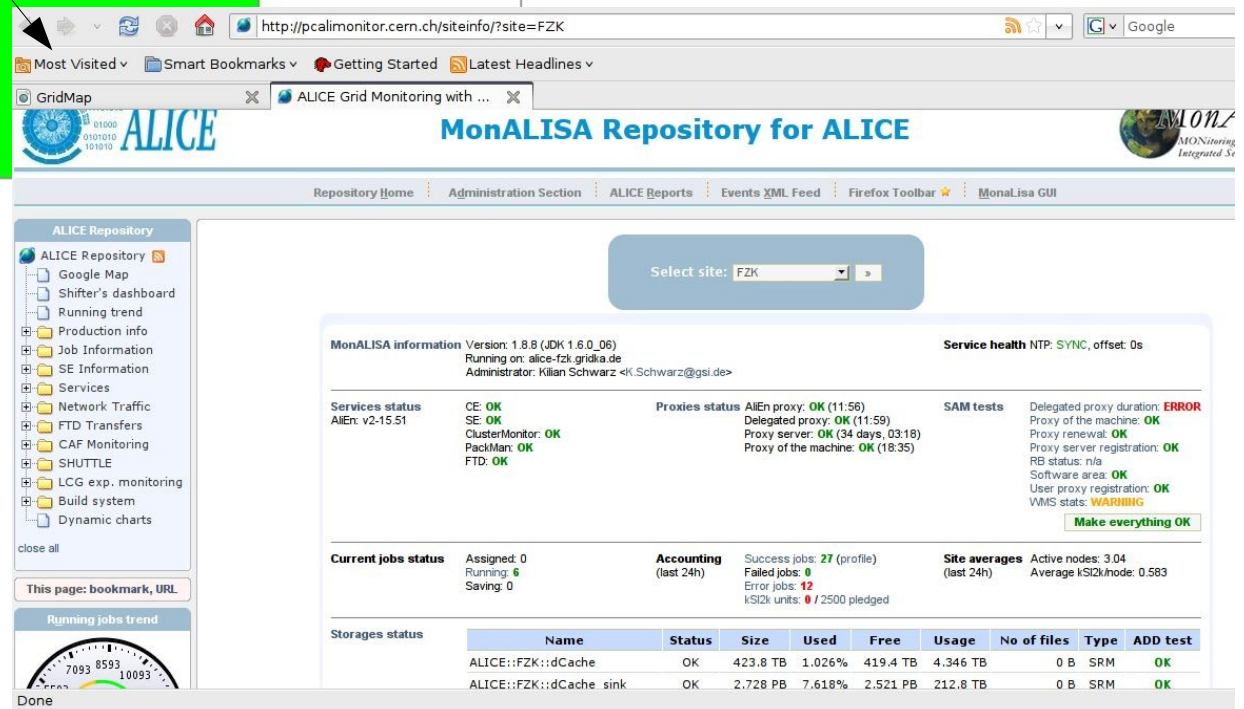 http://pcalimonitor.cern.ch/siteinfo/?site=FZK
G Google
Most Visited Smart Bookmarks Getting Started Latest Headlines
GridMap
ALICE Grid Monitoring with ...
01000
0101010
101010
ALICE
MonALISA Repository for ALICE
MONitoring
Integrated Se
Repository Home Administration Section ALICE Reports Events XML Feed Firefox Toolbar MonaLisa GUI
ALICE Repository
ALICE Repository
Google Map
Shifter's dashboard
Running trend
Production info
Job Information
SE Information
Services
Network Traffic
FTD Transfers
CAF Monitoring
SHUTTLE
LCG exp. monitoring
Build system
Dynamic charts
close all
This page: bookmark, URL
Running jobs trend
7093 8593 10093
Select site: FZK »
MonALISA information Version: 1.8.8 (JDK 1.6.0_06)
Running on: alice-fzk.gridka.de
Administrator: Kilian Schwarz <K.Schwarz@gsi.de>
Service health NTP: SYNC, offset: 0s
Services status
AliEn: v2-15.51
CE: OK
SE: OK
ClusterMonitor: OK
PackMan: OK
FTD: OK
Proxies status AliEn proxy: OK (11:56)
Delegated proxy: OK (11:59)
Proxy server: OK (34 days, 03:18)
Proxy of the machine: OK (18:35)
SAM tests Delegated proxy duration: ERROR
Proxy of the machine: OK
Proxy renewal: OK
Proxy server registration: OK
RB status: n/a
Software area: OK
User proxy registration: OK
WMS stats: WARNING
Make everything OK
Current jobs status Assigned: 0
Running: 6
Saving: 0
Accounting
(last 24h)
Success jobs: 27 (profile)
Failed jobs: 0
Error jobs: 12
kSI2k units: 0 / 2500 pledged
Site averages
(last 24h)
Active nodes: 3.04
Average kSI2k/node: 0.583
Storages status
Name Status Size Used Free Usage No of files Type ADD test
ALICE::FZK::dCache OK 423.8 TB 1.026% 419.4 TB 4.346 TB 0 B SRM OK
ALICE::FZK::dCache_sink OK 2.728 PB 7.618% 2.521 PB 212.8 TB 0 B SRM OK
Done